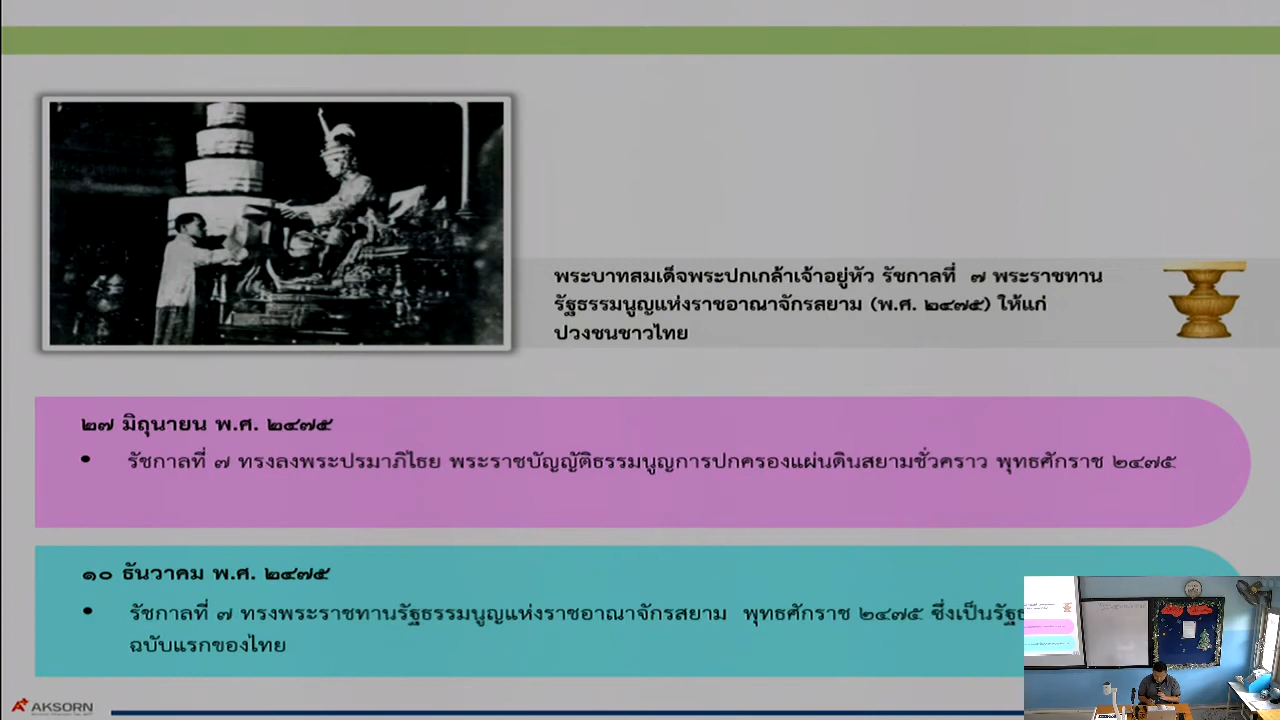 พระบาทสมเด็จพระปกเกล้าเจ้าอยู่หัว รัชกาลที่ ๗ พระราชทาน
รัฐธรรมนูญแห่งราชอาณาจักรสยาม (พ.ศ. ๒๔๗๕) ให้แก่
ปวงชนชาวไทย
๒๗ มิถุนายน พ.ศ. ๒๔๗๕
• รัชกาลที่ ๗ ทรงลงพระปรมาภิไธย พระราชบัญญัติธรรมนูญการปกครองแผ่นดินสยามชั่วคราว พุทธศักราช ๒๔๗๕
๑๐ ธันวาคม พ.ศ. ๒๔๗๕
• รัชกาลที่ ๗ ทรงพระราชทานรัฐธรรมนูญแห่งราชอาณาจักรสยาม พุทธศักราช ๒๔๗๕ ซึ่งเป็นรัฐ
ฉบับแรกของไทย
AKSORN